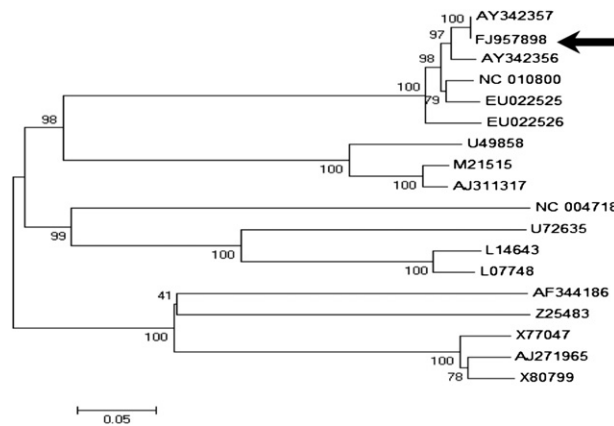 100
AY342357
97
FJ957898
98
AY342356
100
NC 010800
79
EU022525
EU022526
98
U49858
100
M21515
100
AJ311317
NC 004718
99
U72635
100
L14643
100
L07748
41
AF344186
Z25483
100
X77047
100
AJ271965
78
X80799
0.05